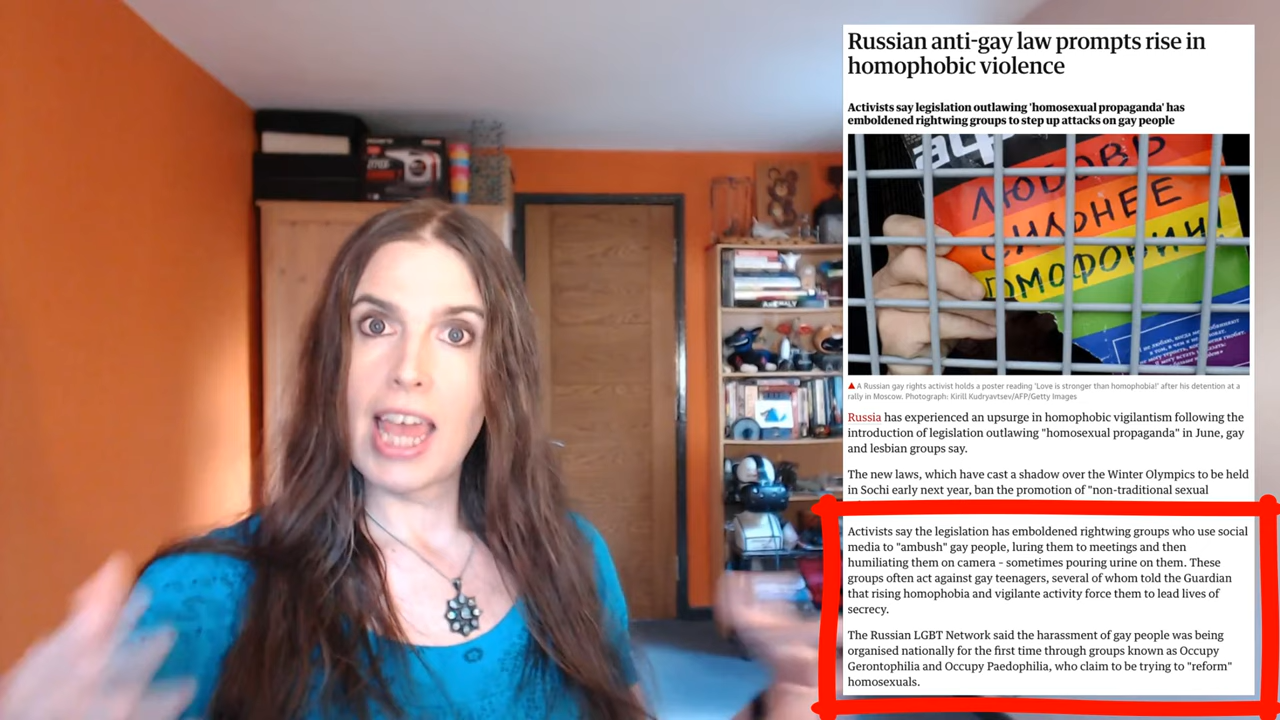 Russian anti-gay law prompts rise in
homophobic violence
Activists say legislation outlawing 'homosexual propaganda' has
emboldened rightwing groups to step up attacks on gay people
ЛЮБОВЬ
СИЛЬНЕЕ
ГОМОФОБИИ!
▲ A Russian gay rights activist holds a poster reading 'Love is stronger than homophobia!' after his detention at a
rally in Moscow. Photograph: Kirill Kudryavtsev/AFP/Getty Images
Russia has experienced an upsurge in homophobic vigilantism following the
introduction of legislation outlawing "homosexual propaganda" in June, gay
and lesbian groups say.
The new laws, which have cast a shadow over the Winter Olympics to be held
in Sochi early next year, ban the promotion of "non-traditional sexual
Activists say the legislation has emboldened rightwing groups who use social
media to "ambush" gay people, luring them to meetings and then
humiliating them on camera – sometimes pouring urine on them. These
groups often act against gay teenagers, several of whom told the Guardian
that rising homophobia and vigilante activity force them to lead lives of
secrecy.
The Russian LGBT Network said the harassment of gay people was being
organised nationally for the first time through groups known as Occupy
Gerontophilia and Occupy Paedophilia, who claim to be trying to "reform"
homosexuals.